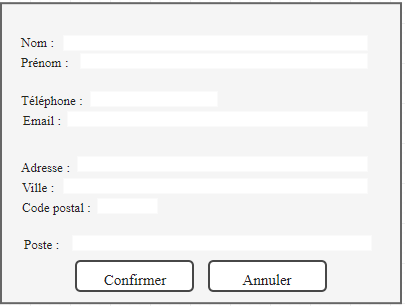 Nom :
Prénom :
Téléphone :
Email :
Adresse :
Ville :
Code postal :
Poste :
Confirmer Annuler